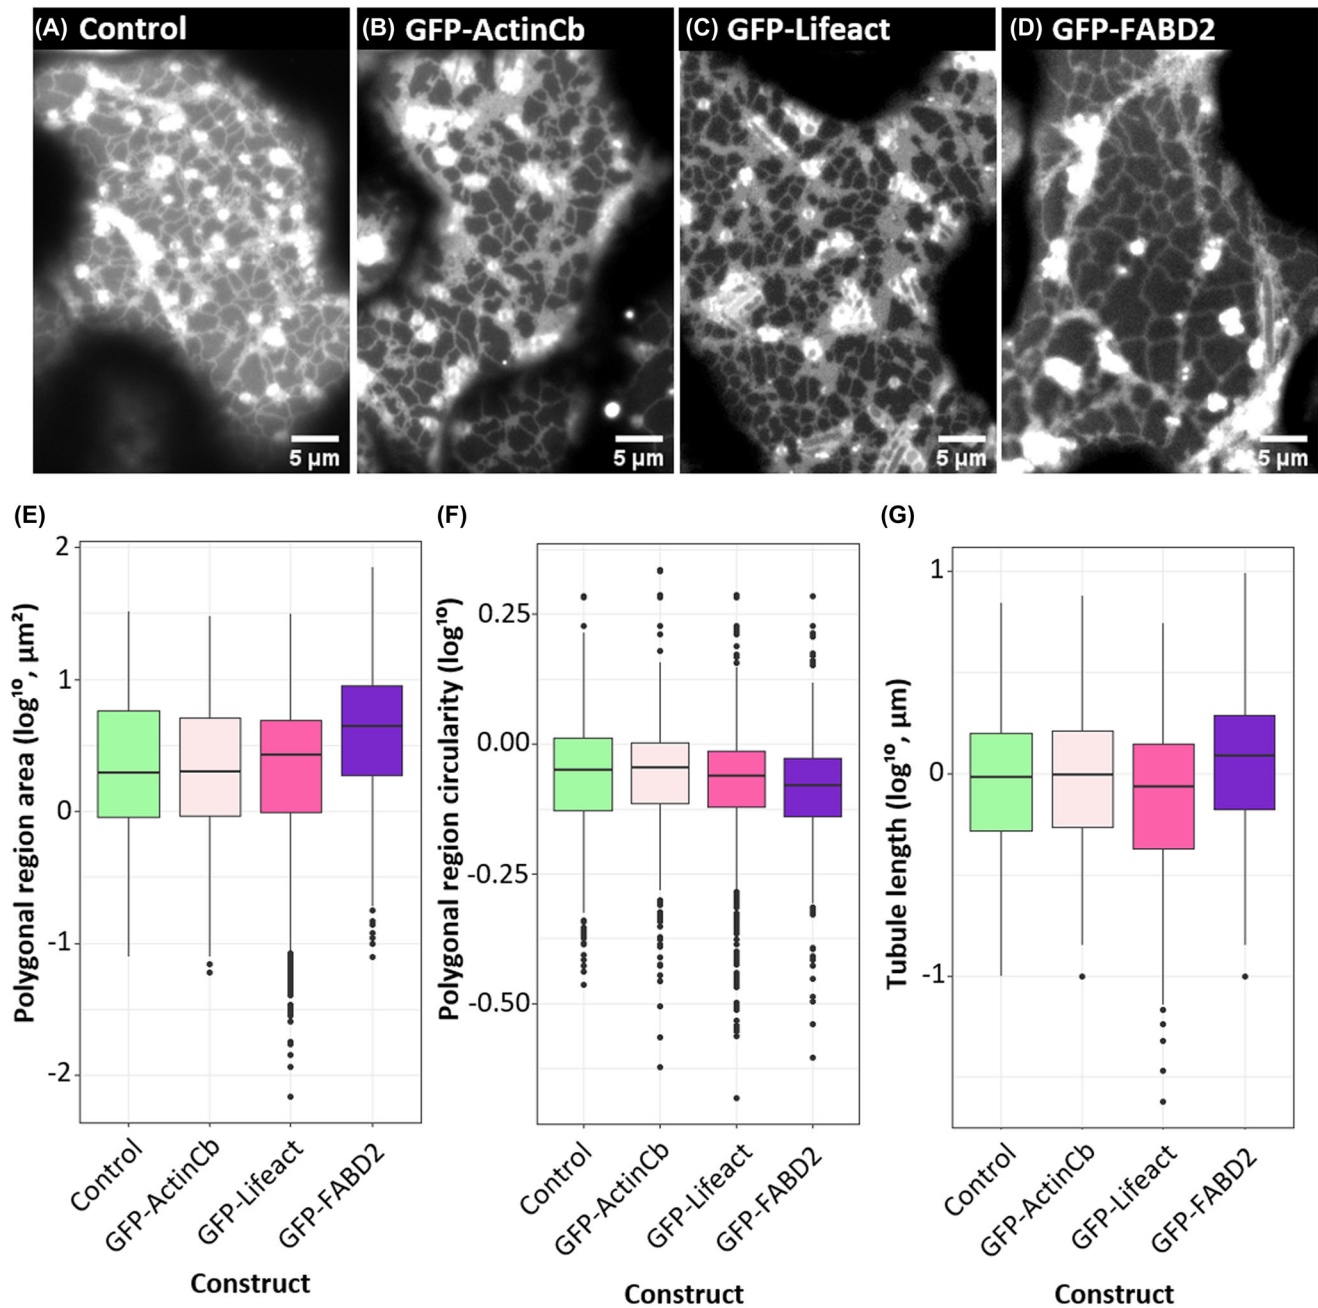 (A) Control
(B) GFP-ActinCb
(C) GFP-Lifeact
(D) GFP-FABD2
5 µm
5 µm
5 µm
5 µm
(E)
Polygonal region area (log¹⁰, µm²)
2
1
0
-1
-2
Control
GFP-ActinCb
GFP-Lifeact
GFP-FABD2
Construct
(F)
Polygonal region circularity (log¹⁰)
0.25
0.00
-0.25
-0.50
Control
GFP-ActinCb
GFP-Lifeact
GFP-FABD2
Construct
(G)
Tubule length (log¹⁰, µm)
1
0
-1
Control
GFP-ActinCb
GFP-Lifeact
GFP-FABD2
Construct